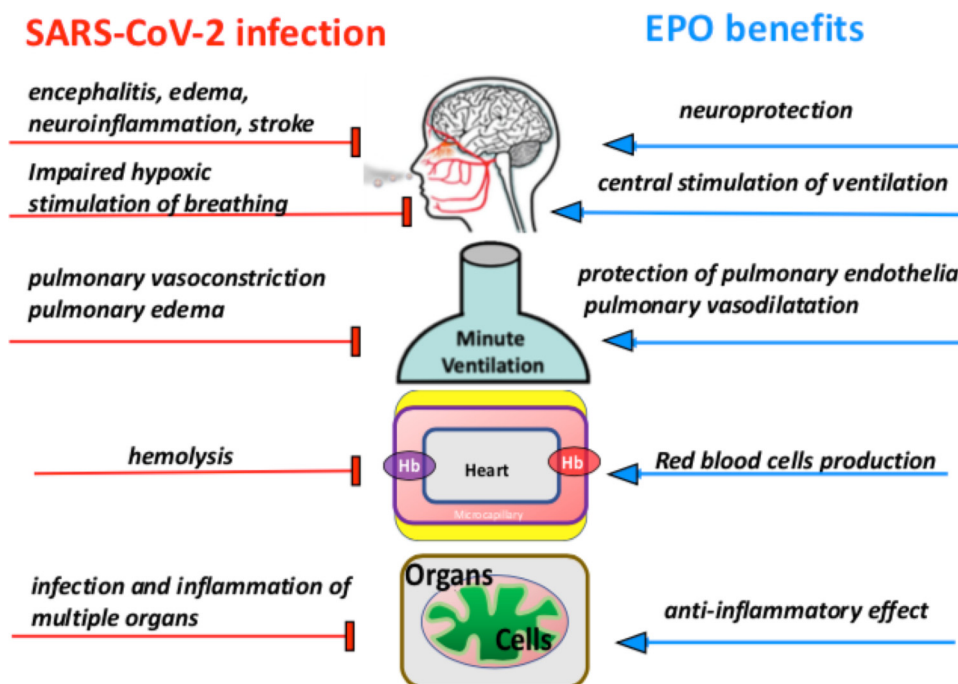 SARS-CoV-2 infection
EPO benefits
encephalitis, edema,
neuroinflammation, stroke
neuroprotection
Impaired hypoxic
stimulation of breathing
central stimulation of ventilation
pulmonary vasoconstriction
pulmonary edema
Minute
Ventilation
protection of pulmonary endothelia
pulmonary vasodilatation
hemolysis
Hb
Heart
Hb
Microcapillary
Red blood cells production
infection and inflammation of
multiple organs
Organs
Cells
anti-inflammatory effect